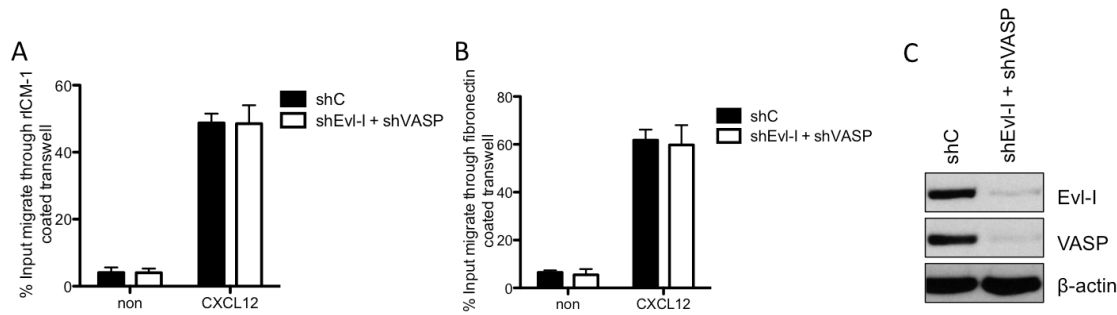 A
% Input migrate through rICM-1
coated transwell
60
40
20
0
non
CXCL12
shC
shEvl-I + shVASP
B
% Input migrate through fibronectin
coated transwell
80
60
40
20
0
non
CXCL12
shC
shEvl-I + shVASP
C
shC
shEvl-I + shVASP
Evl-I
VASP
β-actin